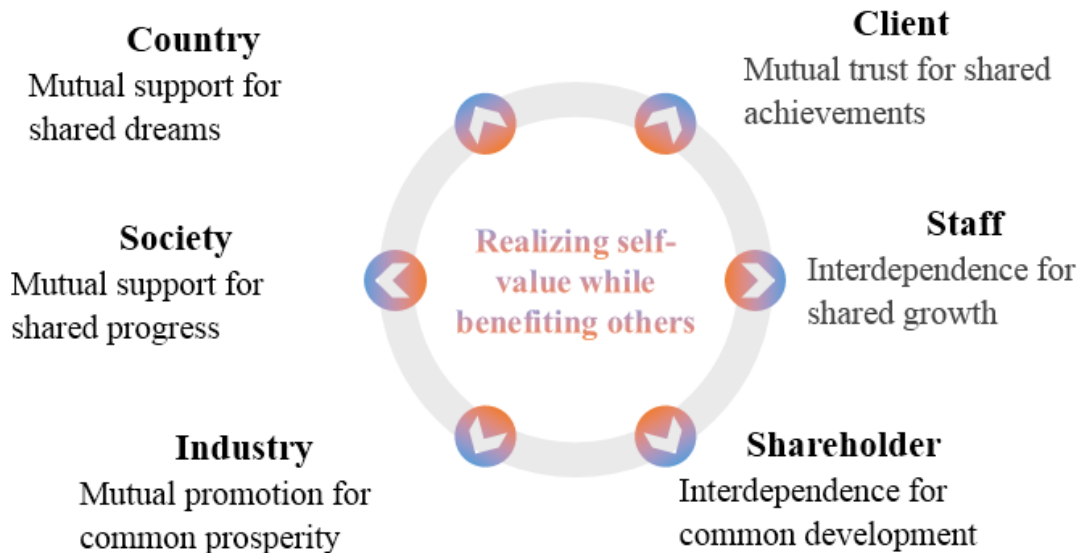 Country
Mutual support for
shared dreams
Client
Mutual trust for shared
achievements
Society
Mutual support for
shared progress
Realizing self-
value while
benefiting others
Staff
Interdependence for
shared growth
Industry
Mutual promotion for
common prosperity
Shareholder
Interdependence for
common development